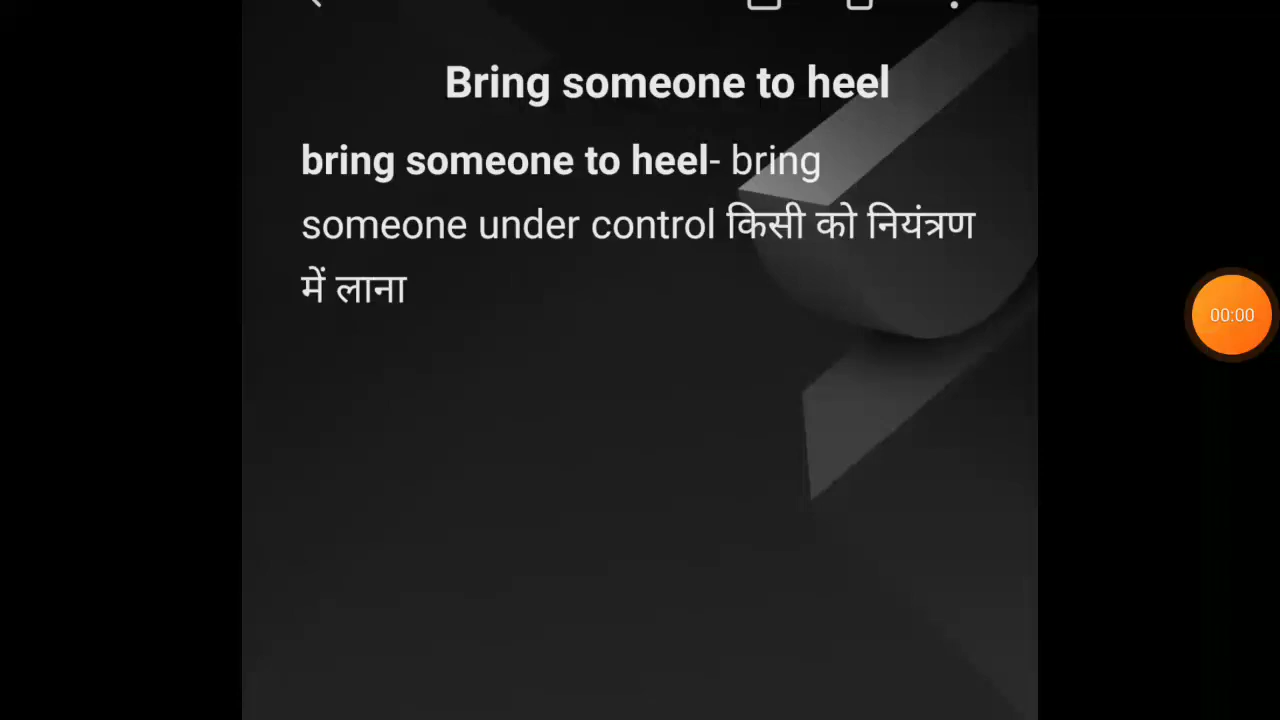 Bring someone to heel
bring someone to heel- bring
someone under control किसी को नियंत्रण
में लाना
00:00